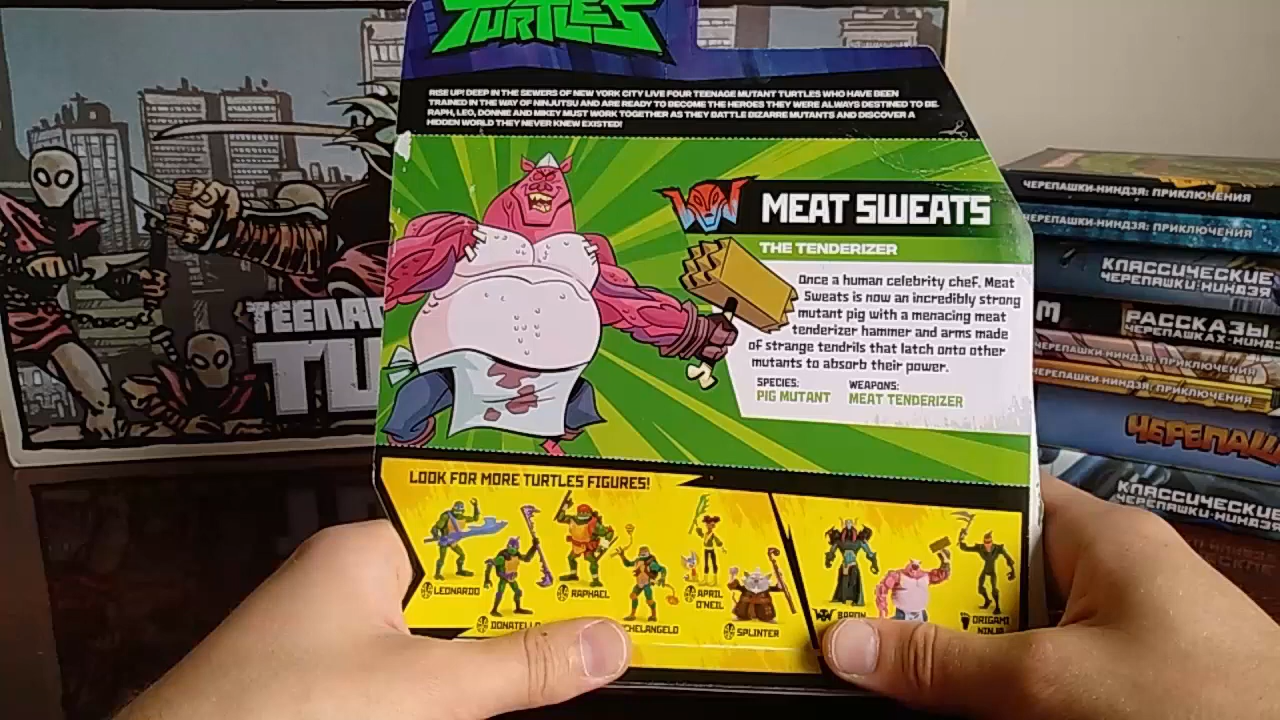 TURTLES
RISE UP! DEEP IN THE SEWERS OF NEW YORK CITY LIVE FOUR TEENAGE MUTANT TURTLES WHO HAVE BEEN
TRAINED IN THE WAY OF NINJUTSU AND ARE READY TO BECOME THE HEROES THEY WERE ALWAYS DESTINED TO BE.
RAPH, LEO, DONNIE AND MIKEY MUST WORK TOGETHER AS THEY BATTLE BIZARRE MUTANTS AND DISCOVER A
HIDDEN WORLD THEY NEVER KNEW EXISTED!
MEAT SWEATS
THE TENDERIZER
Once a human celebrity chef, Meat
Sweats is now an incredibly strong
mutant pig with a menacing meat
tenderizer hammer and arms made
of strange tendrils that latch onto other
mutants to absorb their power.
SPECIES:
PIG MUTANT
WEAPONS:
MEAT TENDERIZER
LOOK FOR MORE TURTLES FIGURES!
LEONARDO
DONATELLO
RAPHAEL
CHELANGELO
APRIL
O'NEIL
SPLINTER
BARON
ORIGAMI
NINJA
TEENA
TU
ЧЕРЕПАШКИ-НИНДЗЯ: ПРИКЛЮЧЕНИЯ
ЧЕРЕПАШКИ-НИНДЗЯ: ПРИКЛЮЧЕНИЯ
КЛАССИЧЕСКИЕ
ЧЕРЕПАШКИ-НИНДЗЯ
РАССКАЗЫ
ЧЕРЕПАШКАХ-НИНДЗ
ЧЕРЕПАШКИ-НИНДЗЯ: ПРИКЛЮЧЕНИЯ
ЧЕРЕПАШКИ-НИНДЗЯ: ПРИКЛЮЧЕНИЯ
ЧЕРЕПАШ
КЛАССИЧЕСКИЕ
ЧЕРЕПАШКИ-НИНДЗЯ